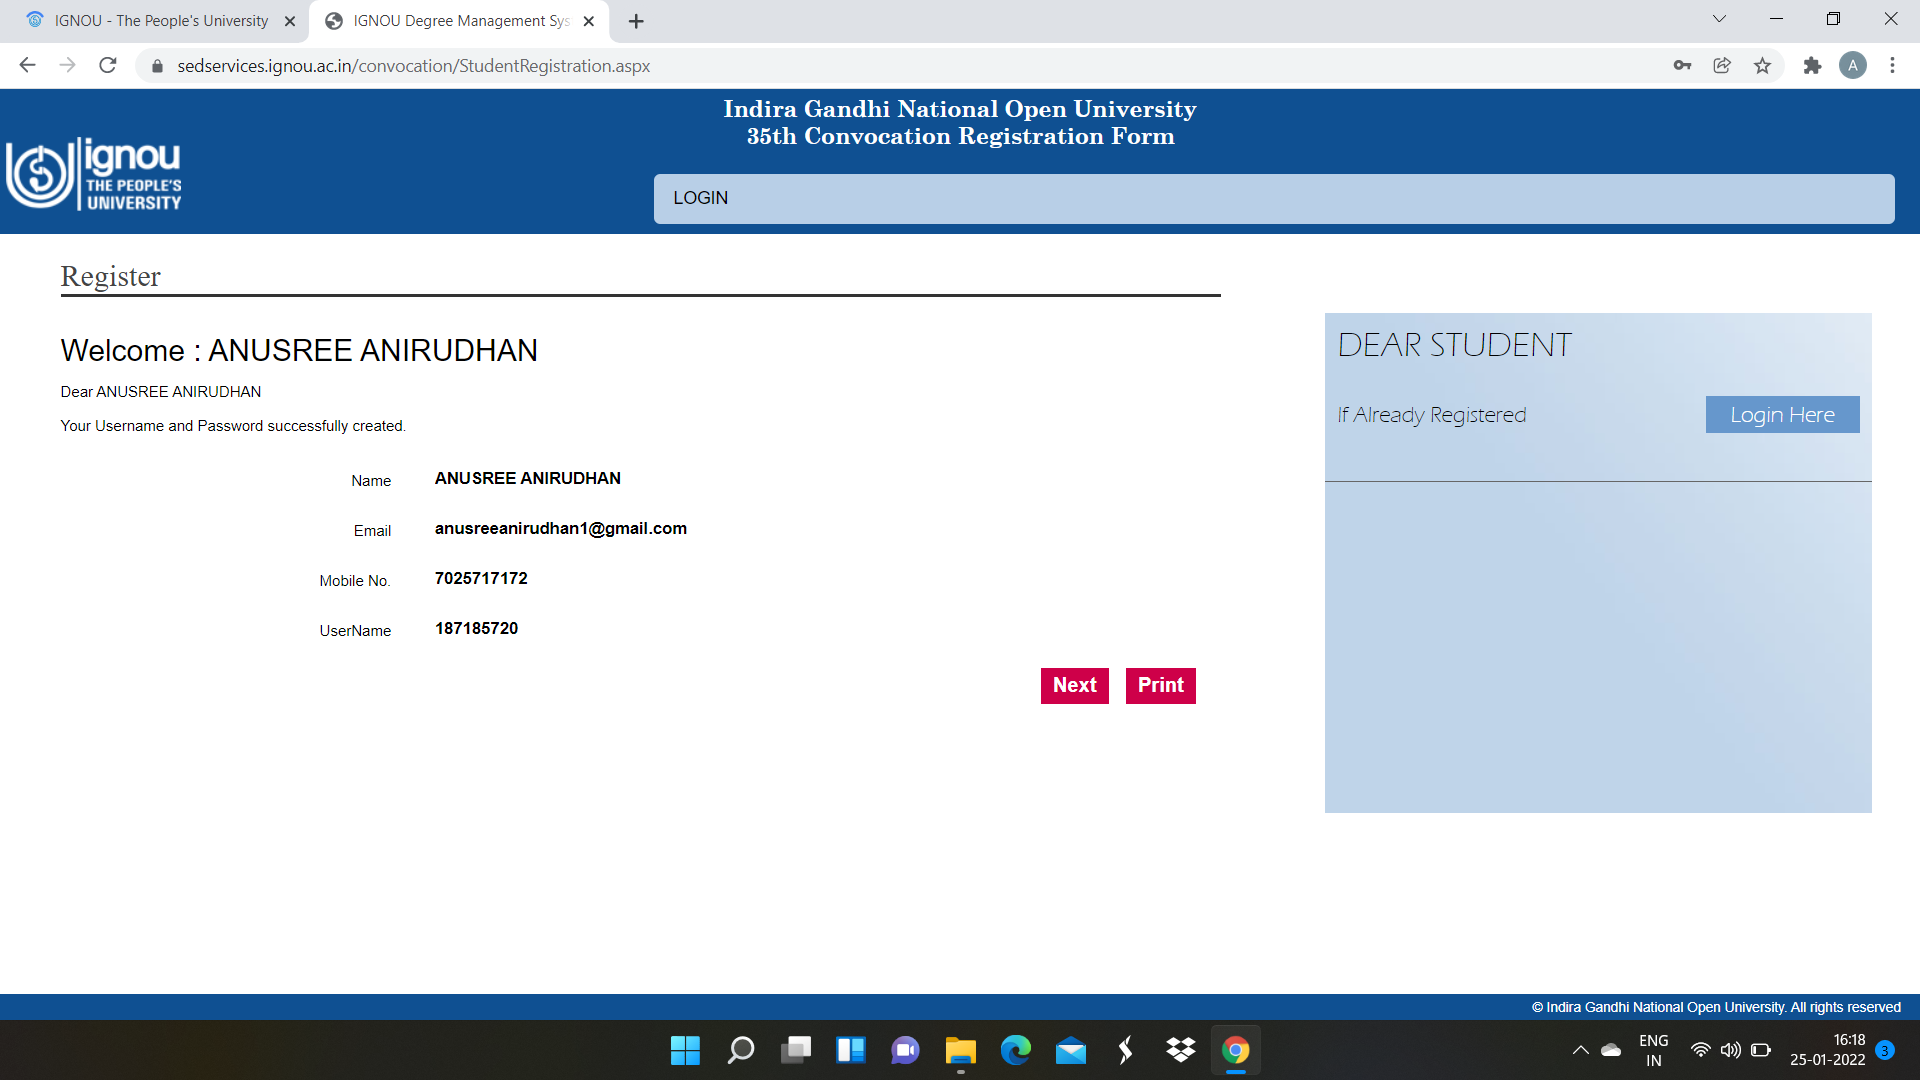 IGNOU - The People's University
IGNOU Degree Management Sys
sedservices.ignou.ac.in/convocation/StudentRegistration.aspx
A
Indira Gandhi National Open University
35th Convocation Registration Form
ignou
THE PEOPLE'S
UNIVERSITY
LOGIN
Register
Welcome : ANUSREE ANIRUDHAN
Dear ANUSREE ANIRUDHAN
Your Username and Password successfully created.
Name ANUSREE ANIRUDHAN
Email anusreeanirudhan1@gmail.com
Mobile No. 7025717172
UserName 187185720
Next Print
DEAR STUDENT
If Already Registered Login Here
© Indira Gandhi National Open University. All rights reserved
ENG
IN
16:18
25-01-2022
3